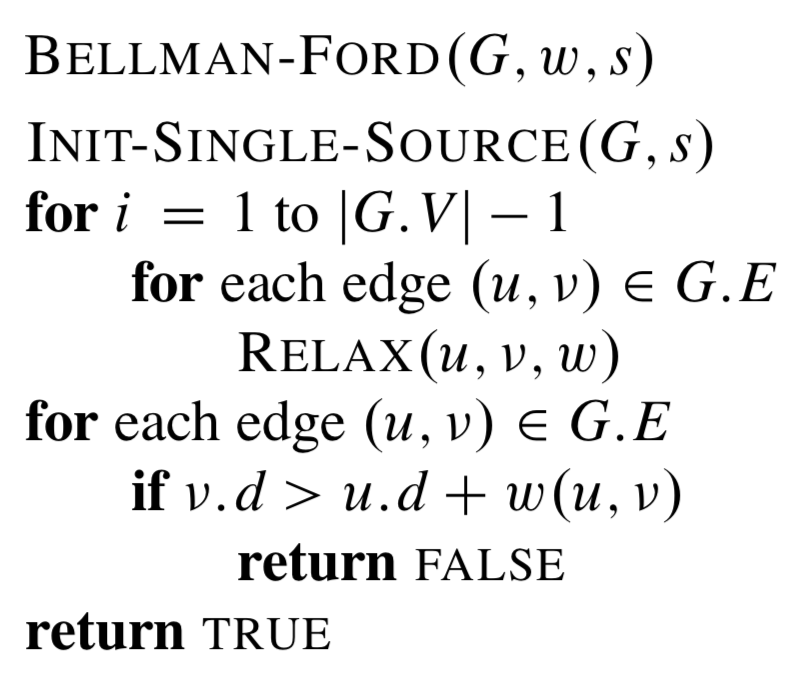 BELLMAN-FORD(G, w, s)
INIT-SINGLE-SOURCE(G, s)
for i = 1 to |G.V| − 1
for each edge (u, v) ∈ G.E
RELAX(u, v, w)
for each edge (u, v) ∈ G.E
if v.d > u.d + w(u, v)
return FALSE
return TRUE